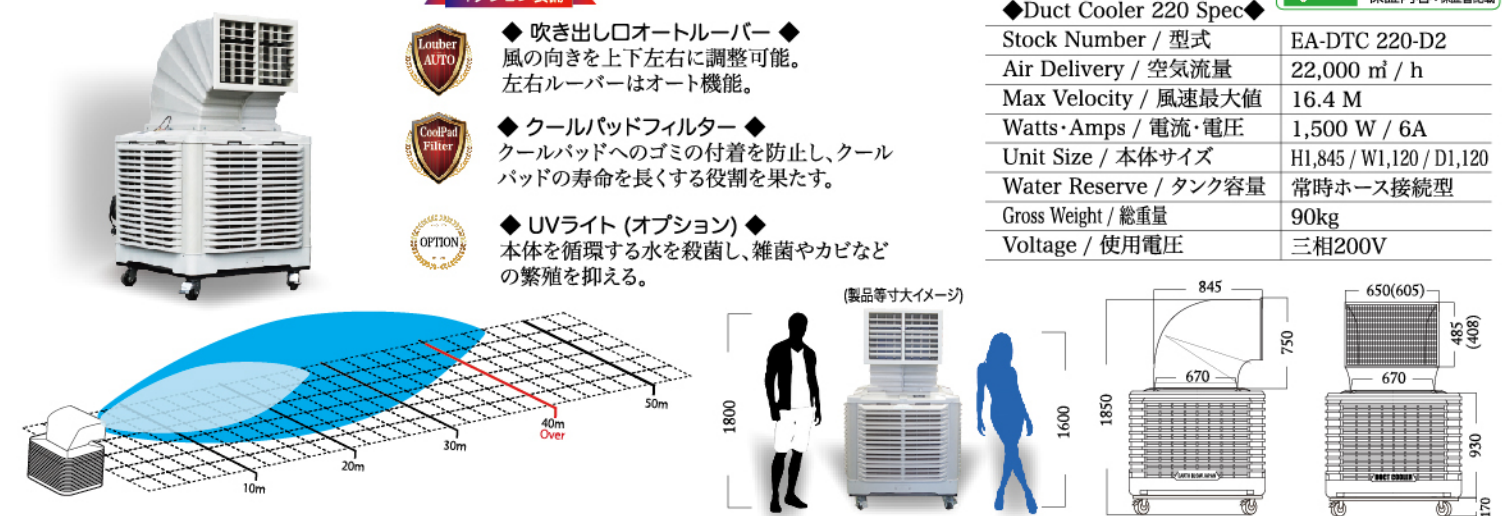 Louber
AUTO
◆ 吹き出し口オートルーバー ◆
風の向きを上下左右に調整可能。
左右ルーバーはオート機能。
CoolPad
Filter
◆ クールパッドフィルター ◆
クールパッドへのゴミの付着を防止し、クール
パッドの寿命を長くする役割を果たす。
OPTION
◆ UVライト (オプション) ◆
本体を循環する水を殺菌し、雑菌やカビなど
の繁殖を抑える。
◆Duct Cooler 220 Spec◆
Stock Number / 型式 EA-DTC 220-D2
Air Delivery / 空気流量 22,000 ㎥ / h
Max Velocity / 風速最大値 16.4 M
Watts･Amps / 電流･電圧 1,500 W / 6A
Unit Size / 本体サイズ H1,845 / W1,120 / D1,120
Water Reserve / タンク容量 常時ホース接続型
Gross Weight / 総重量 90kg
Voltage / 使用電圧 三相200V
10m
20m
30m
40m
Over
50m
(製品等寸大イメージ)
1800
1600
845
750
670
1850
EARTH BLOW JAPAN
650(605)
485
(408)
670
930
DUCT COOLER
170